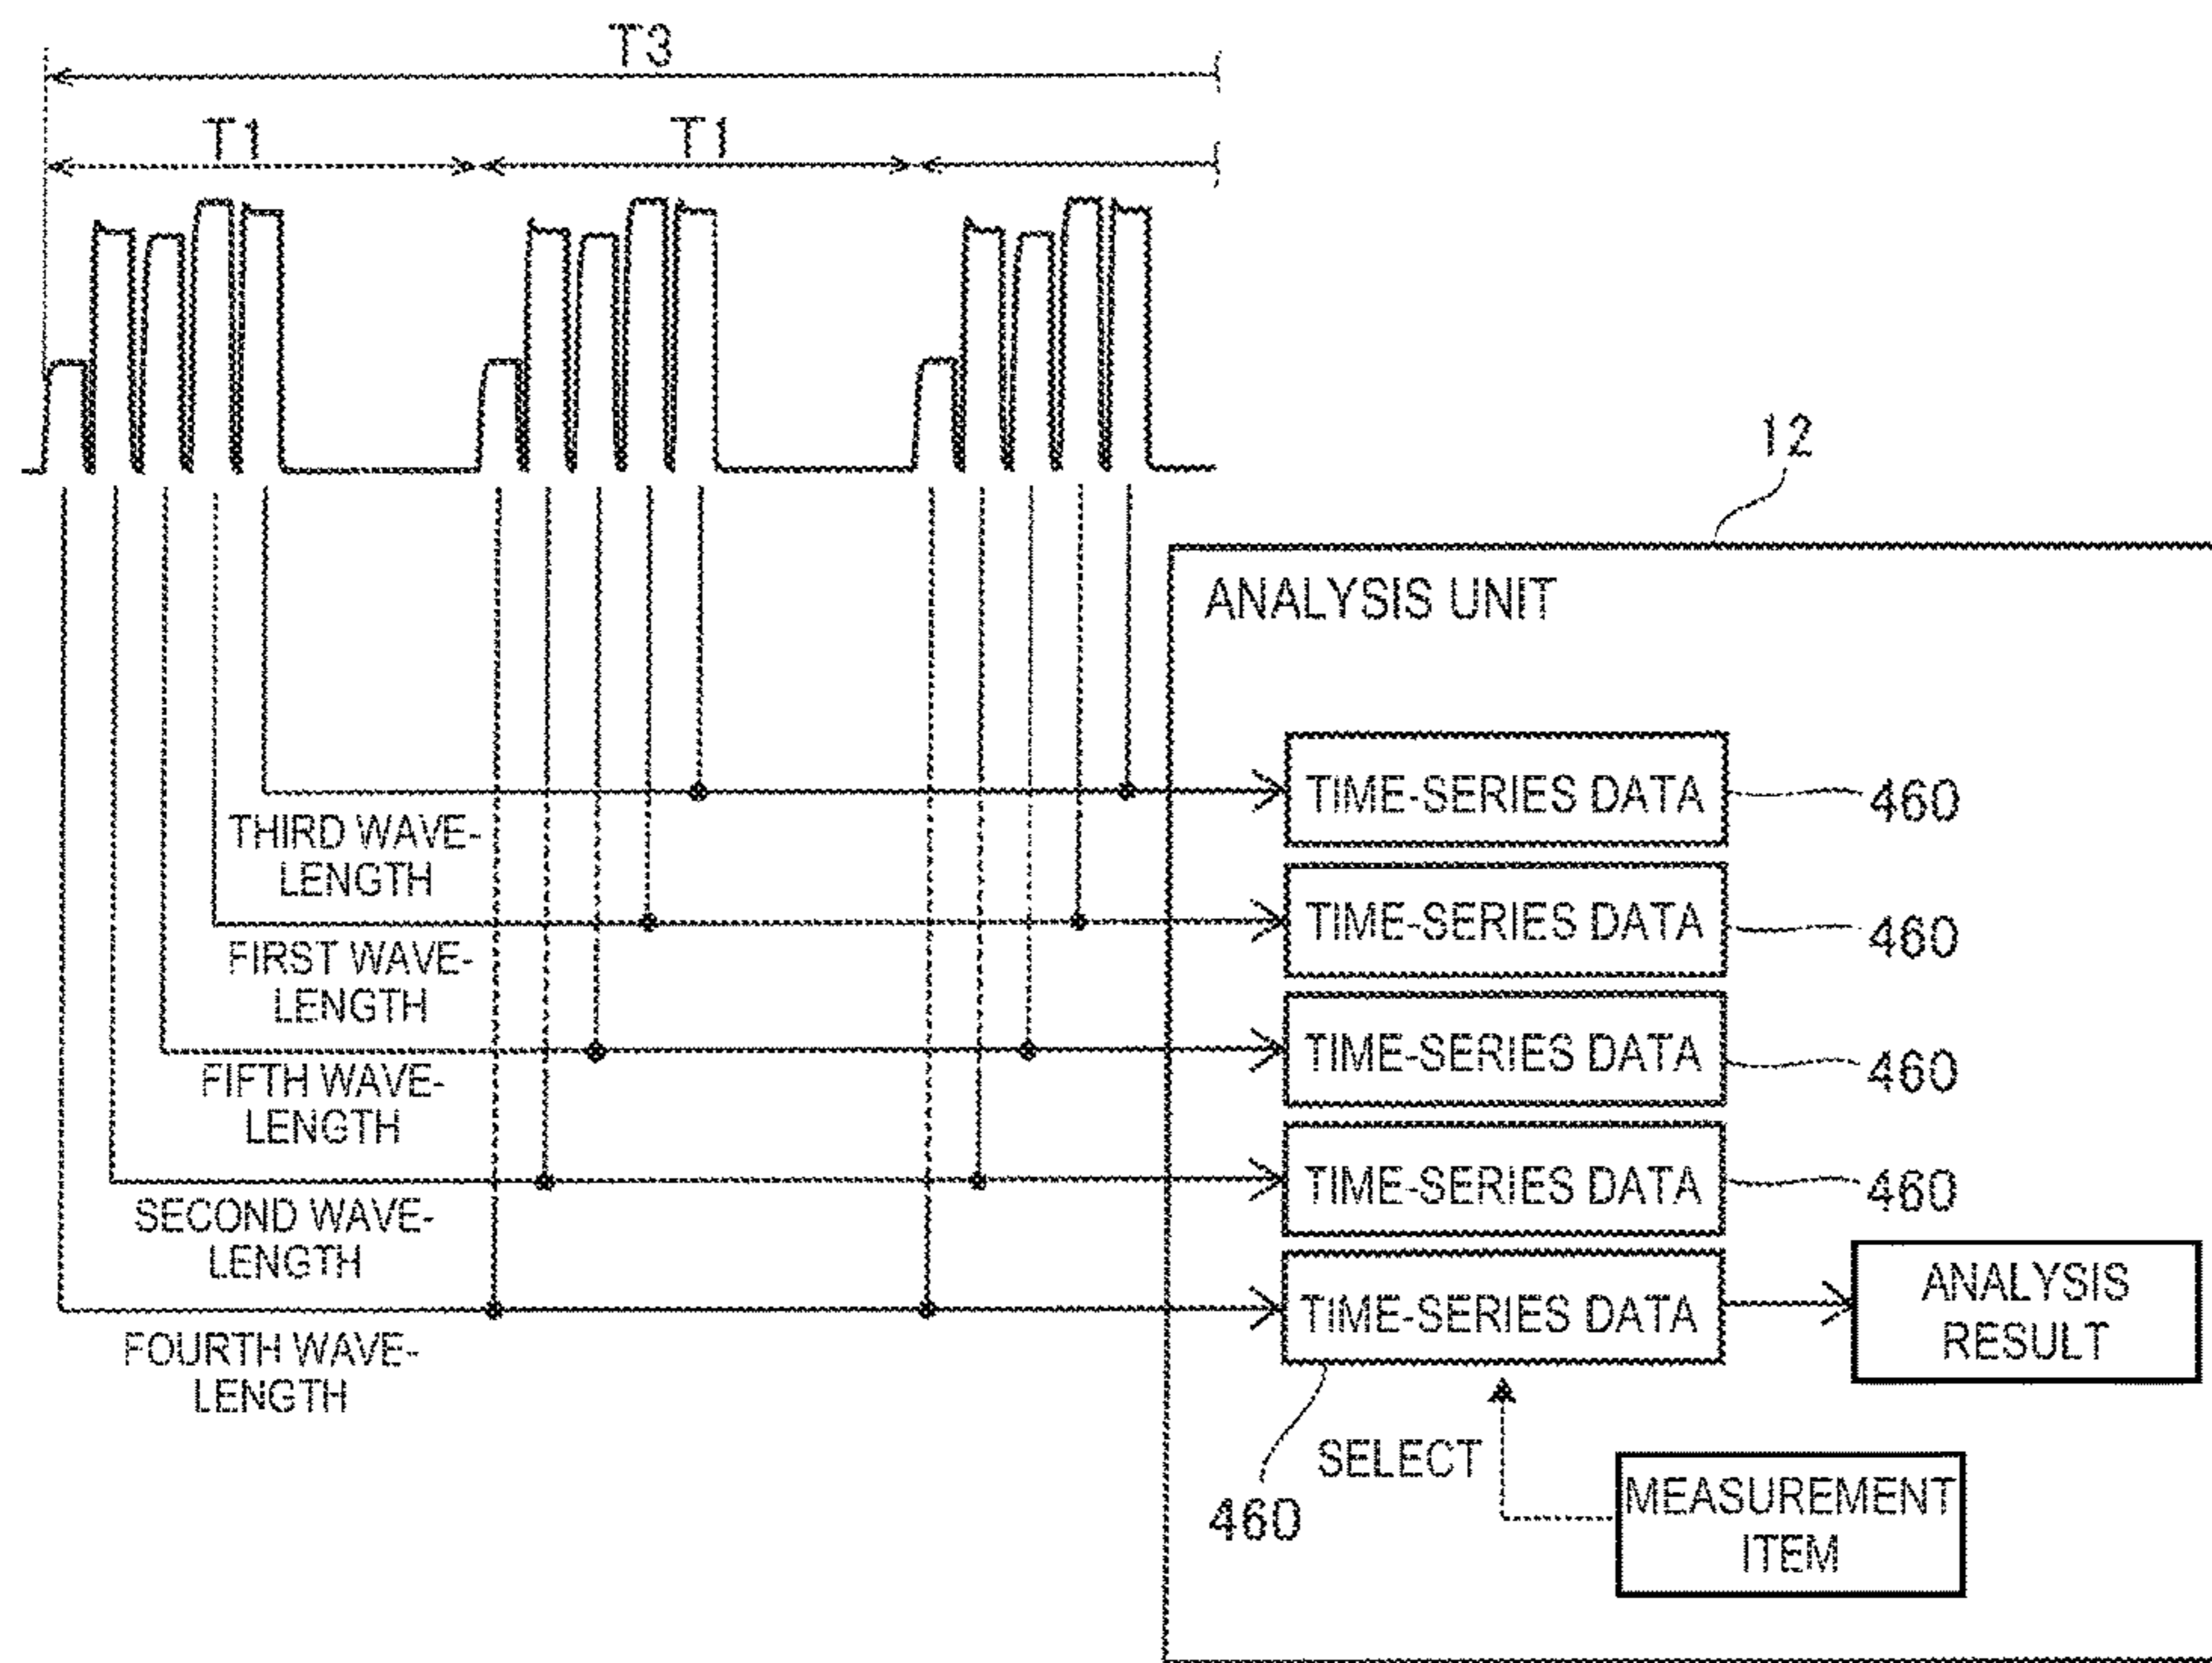 T3
T1
T1
12
ANALYSIS UNIT
TIME-SERIES DATA
460
THIRD WAVE-
LENGTH
TIME-SERIES DATA
460
FIRST WAVE-
LENGTH
TIME-SERIES DATA
460
FIFTH WAVE-
LENGTH
TIME-SERIES DATA
460
SECOND WAVE-
LENGTH
TIME-SERIES DATA
ANALYSIS
RESULT
FOURTH WAVE-
LENGTH
SELECT
460
MEASUREMENT
ITEM